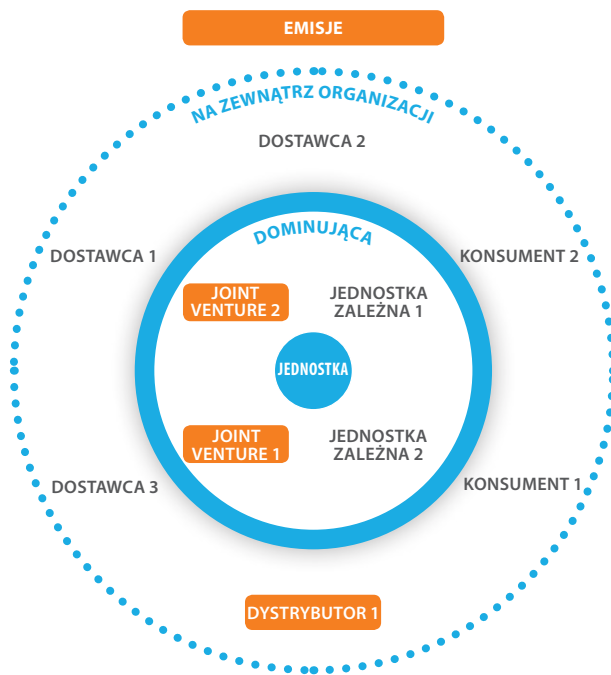 EMISJE
NA ZEWNĄTRZ ORGANIZACJI
DOSTAWCA 2
DOMINUJĄCA
DOSTAWCA 1
KONSUMENT 2
JOINT
VENTURE 2
JEDNOSTKA
ZALEŻNA 1
JEDNOSTKA
JOINT
VENTURE 1
JEDNOSTKA
ZALEŻNA 2
DOSTAWCA 3
KONSUMENT 1
DYSTRYBUTOR 1